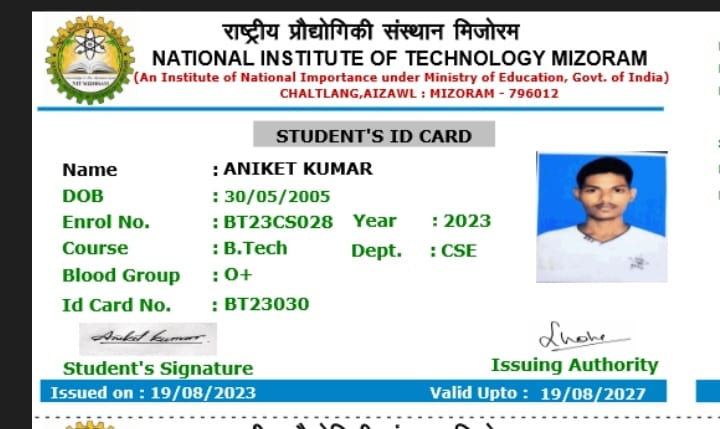 राष्ट्रीय प्रौद्योगिकी संस्थान मिजोरम
NATIONAL INSTITUTE OF TECHNOLOGY MIZORAM
(An Institute of National Importance under Ministry of Education, Govt. of India)
CHALTLANG,AIZAWL : MIZORAM - 796012
NIT MIZORAM
STUDENT'S ID CARD
Name : ANIKET KUMAR
DOB : 30/05/2005
Enrol No. : BT23CS028 Year : 2023
Course : B.Tech Dept. : CSE
Blood Group : O+
Id Card No. : BT23030
Aniket kumar
Student's Signature Issuing Authority
Issued on : 19/08/2023 Valid Upto : 19/08/2027